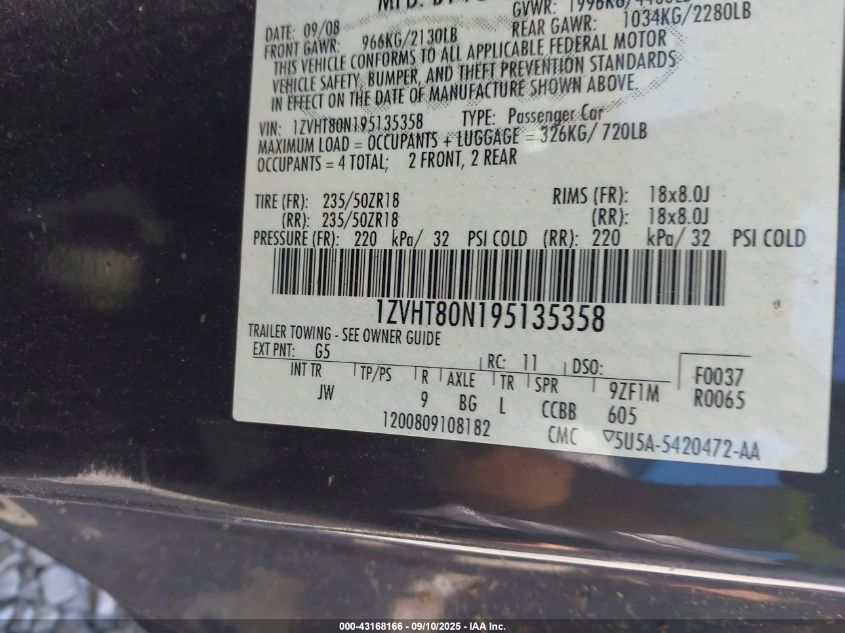 MFD. BY
GVWR: 1996KG/
DATE: 09/08
REAR GAWR: 1034KG/2280LB
FRONT GAWR: 966KG/2130LB
THIS VEHICLE CONFORMS TO ALL APPLICABLE FEDERAL MOTOR
VEHICLE SAFETY, BUMPER, AND THEFT PREVENTION STANDARDS
IN EFFECT ON THE DATE OF MANUFACTURE SHOWN ABOVE.
VIN: 1ZVHT80N195135358 TYPE: Passenger Car
MAXIMUM LOAD = OCCUPANTS + LUGGAGE = 326KG/ 720LB
OCCUPANTS = 4 TOTAL; 2 FRONT, 2 REAR
TIRE (FR): 235/50ZR18 RIMS (FR): 18x8.0J
(RR): 235/50ZR18 (RR): 18x8.0J
PRESSURE (FR): 220 kPa/ 32 PSI COLD (RR): 220 kPa/ 32 PSI COLD
1ZVHT80N195135358
TRAILER TOWING - SEE OWNER GUIDE
EXT PNT: G5 RC: 11 DSO: F0037
INT TR TP/PS R AXLE TR SPR 9ZF1M R0065
JW 9 BG L CCBB 605
1200809108182 CMC ▽5U5A-5420472-AA
000-43168166 - 09/10/2025 - IAA Inc.